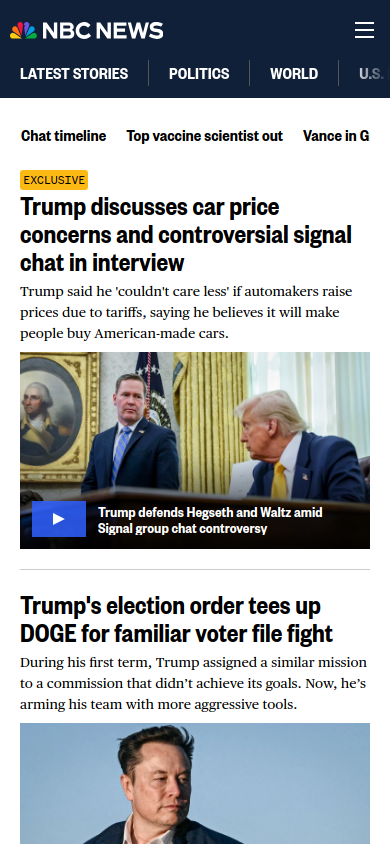 NBC NEWS
LATEST STORIES
POLITICS
WORLD
U.S.
Chat timeline
Top vaccine scientist out
Vance in G
EXCLUSIVE
Trump discusses car price
concerns and controversial signal
chat in interview
Trump said he 'couldn't care less' if automakers raise
prices due to tariffs, saying he believes it will make
people buy American-made cars.
Trump defends Hegseth and Waltz amid
Signal group chat controversy
Trump's election order tees up
DOGE for familiar voter file fight
During his first term, Trump assigned a similar mission
to a commission that didn’t achieve its goals. Now, he’s
arming his team with more aggressive tools.